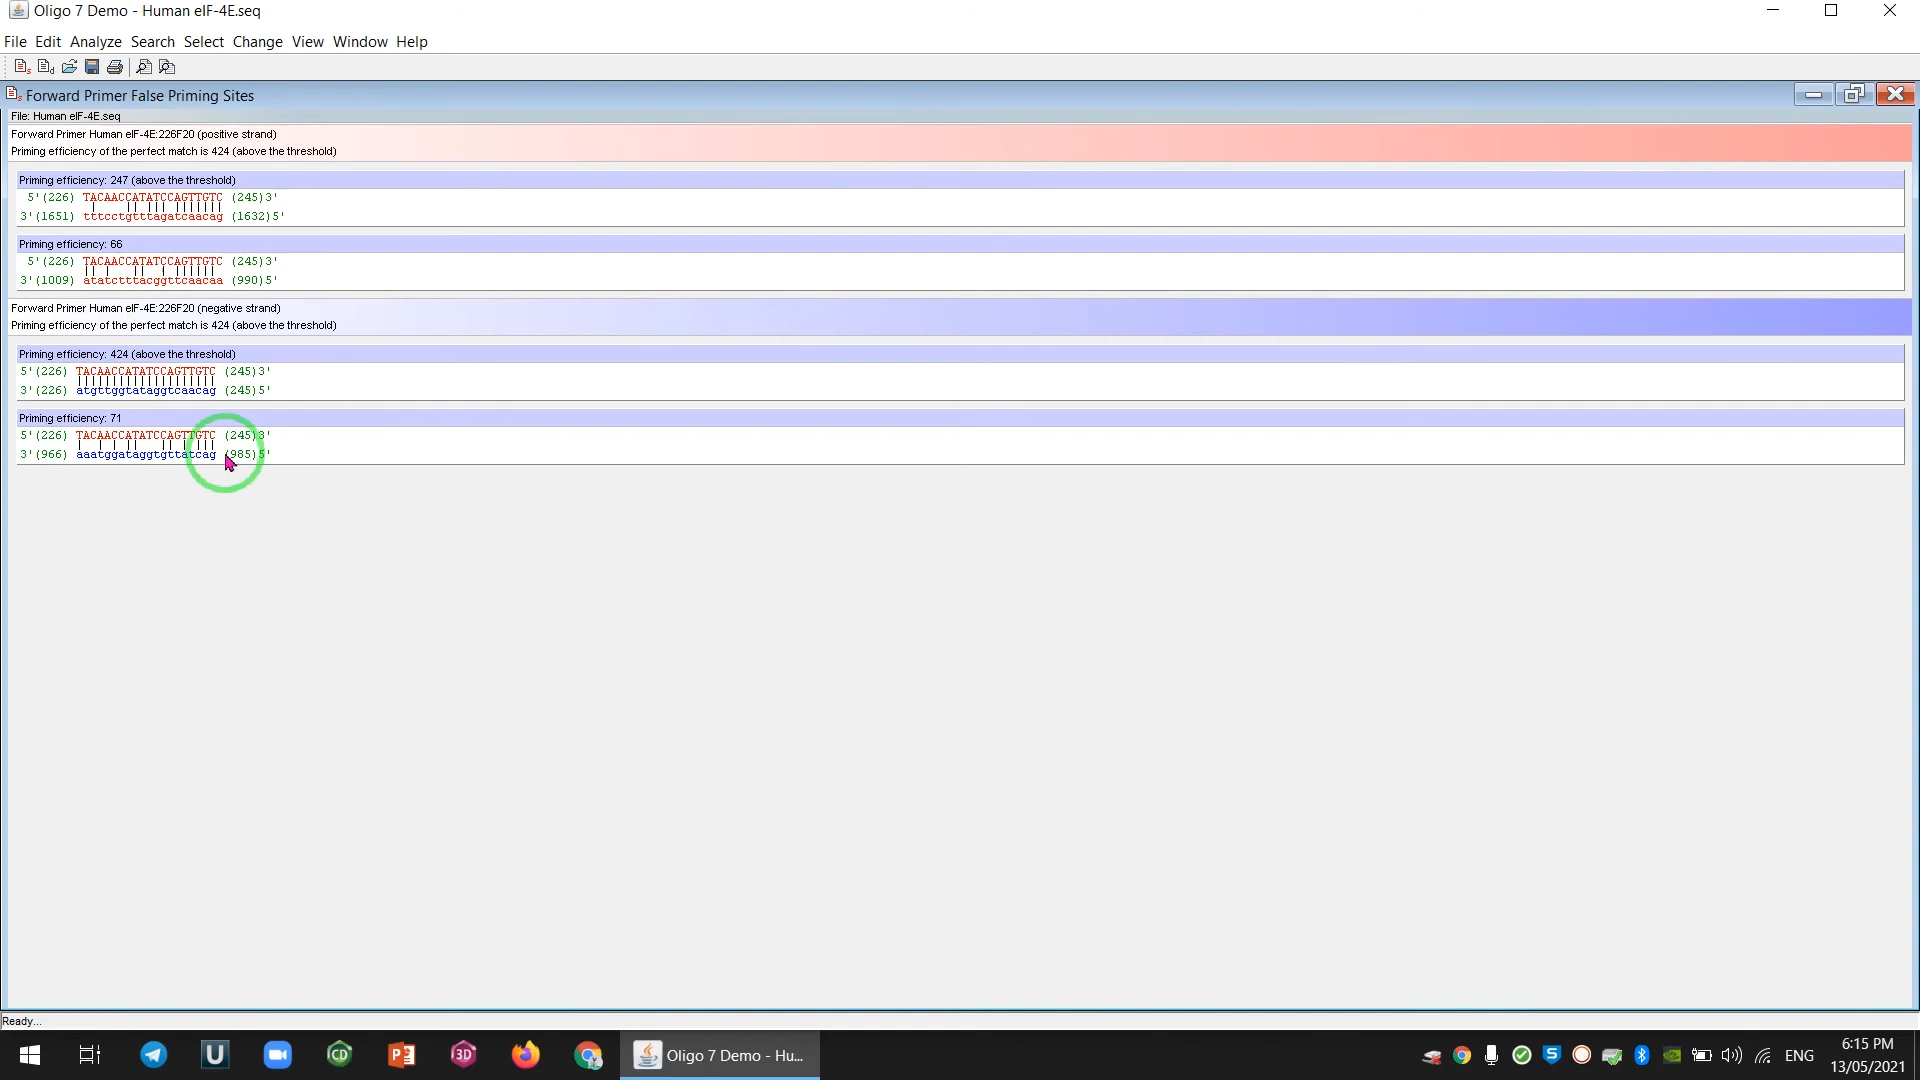 Oligo 7 Demo - Human eIF-4E.seq
File Edit Analyze Search Select Change View Window Help
Forward Primer False Priming Sites
File: Human eIF-4E.seq
Forward Primer Human eIF-4E:226F20 (positive strand)
Priming efficiency of the perfect match is 424 (above the threshold)
Priming efficiency: 247 (above the threshold)
5'(226) TACAACCATATCCAGTTGTC (245)3'
3'(1651) tttcctgtttagatcaacag (1632)5'
Priming efficiency: 66
5'(226) TACAACCATATCCAGTTGTC (245)3'
3'(1009) atatctttacggttcaacaa (990)5'
Forward Primer Human eIF-4E:226F20 (negative strand)
Priming efficiency of the perfect match is 424 (above the threshold)
Priming efficiency: 424 (above the threshold)
5'(226) TACAACCATATCCAGTTGTC (245)3'
3'(226) atgttggtataggtcaacag (245)5'
Priming efficiency: 71
5'(226) TACAACCATATCCAGTTGTC (245)3'
3'(966) aaatggataggtgttatcag (985)5'
Ready...
Oligo 7 Demo - Hu...
ENG
6:15 PM
13/05/2021